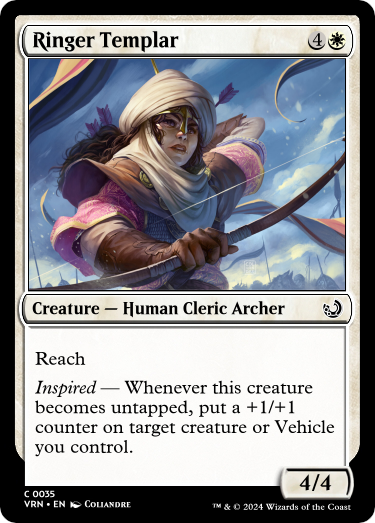 Ringer Templar 4
Creature — Human Cleric Archer
Reach
Inspired — Whenever this creature
becomes untapped, put a +1/+1
counter on target creature or Vehicle
you control.
4/4
C 0035
VRN • EN Coliandre
™ & © 2024 Wizards of the Coast